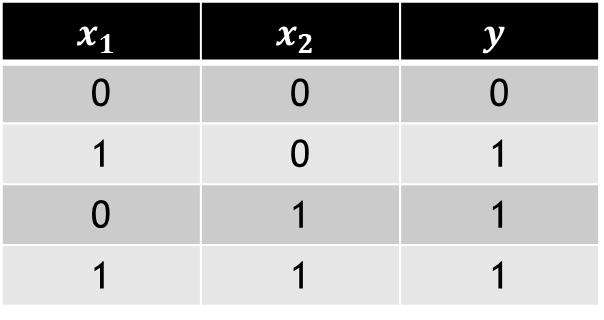 x₁ x₂ y
0 0 0
1 0 1
0 1 1
1 1 1